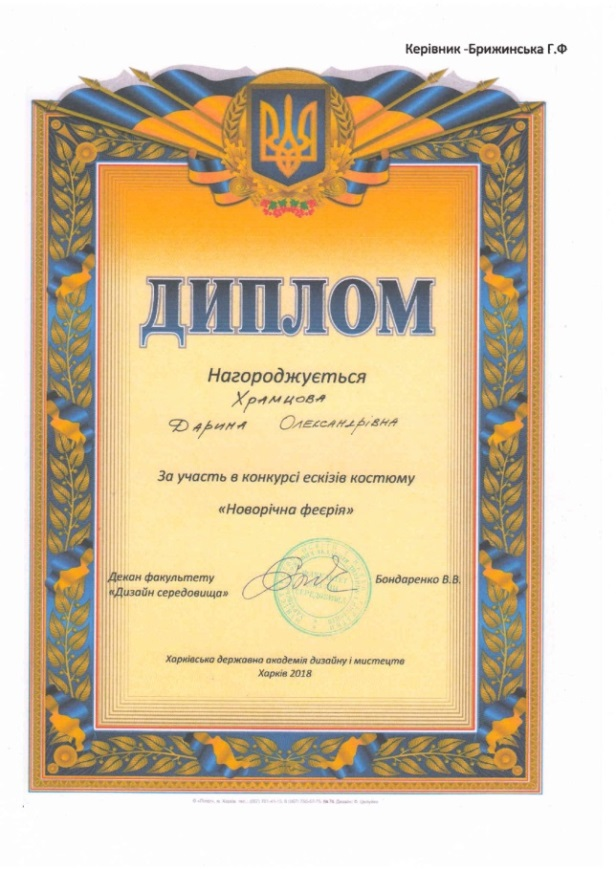 Керівник -Брижинська Г.Ф
ДИПЛОМ
Нагороджується
Храмцова
Дарина Олександрівна
За участь в конкурсі ескізів костюму
«Новорічна феєрія»
Декан факультету
«Дизайн середовища»
Бондаренко В.В.
Харківська державна академія дизайну і мистецтв
Харків 2018